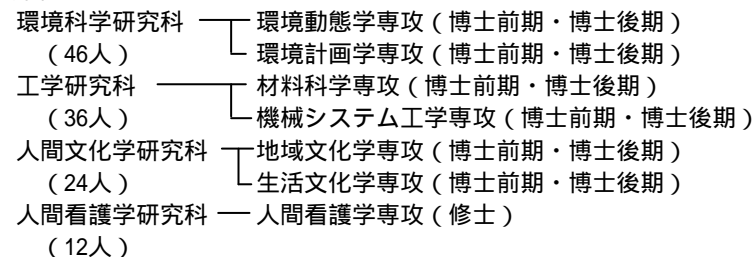 環境科学研究科 環境動態学専攻(博士前期・博士後期)
(46人) 環境計画学専攻(博士前期・博士後期)
工学研究科 材料科学専攻(博士前期・博士後期)
(36人) 機械システム工学専攻(博士前期・博士後期)
人間文化学研究科 地域文化学専攻(博士前期・博士後期)
(24人) 生活文化学専攻(博士前期・博士後期)
人間看護学研究科 人間看護学専攻(修士)
(12人)